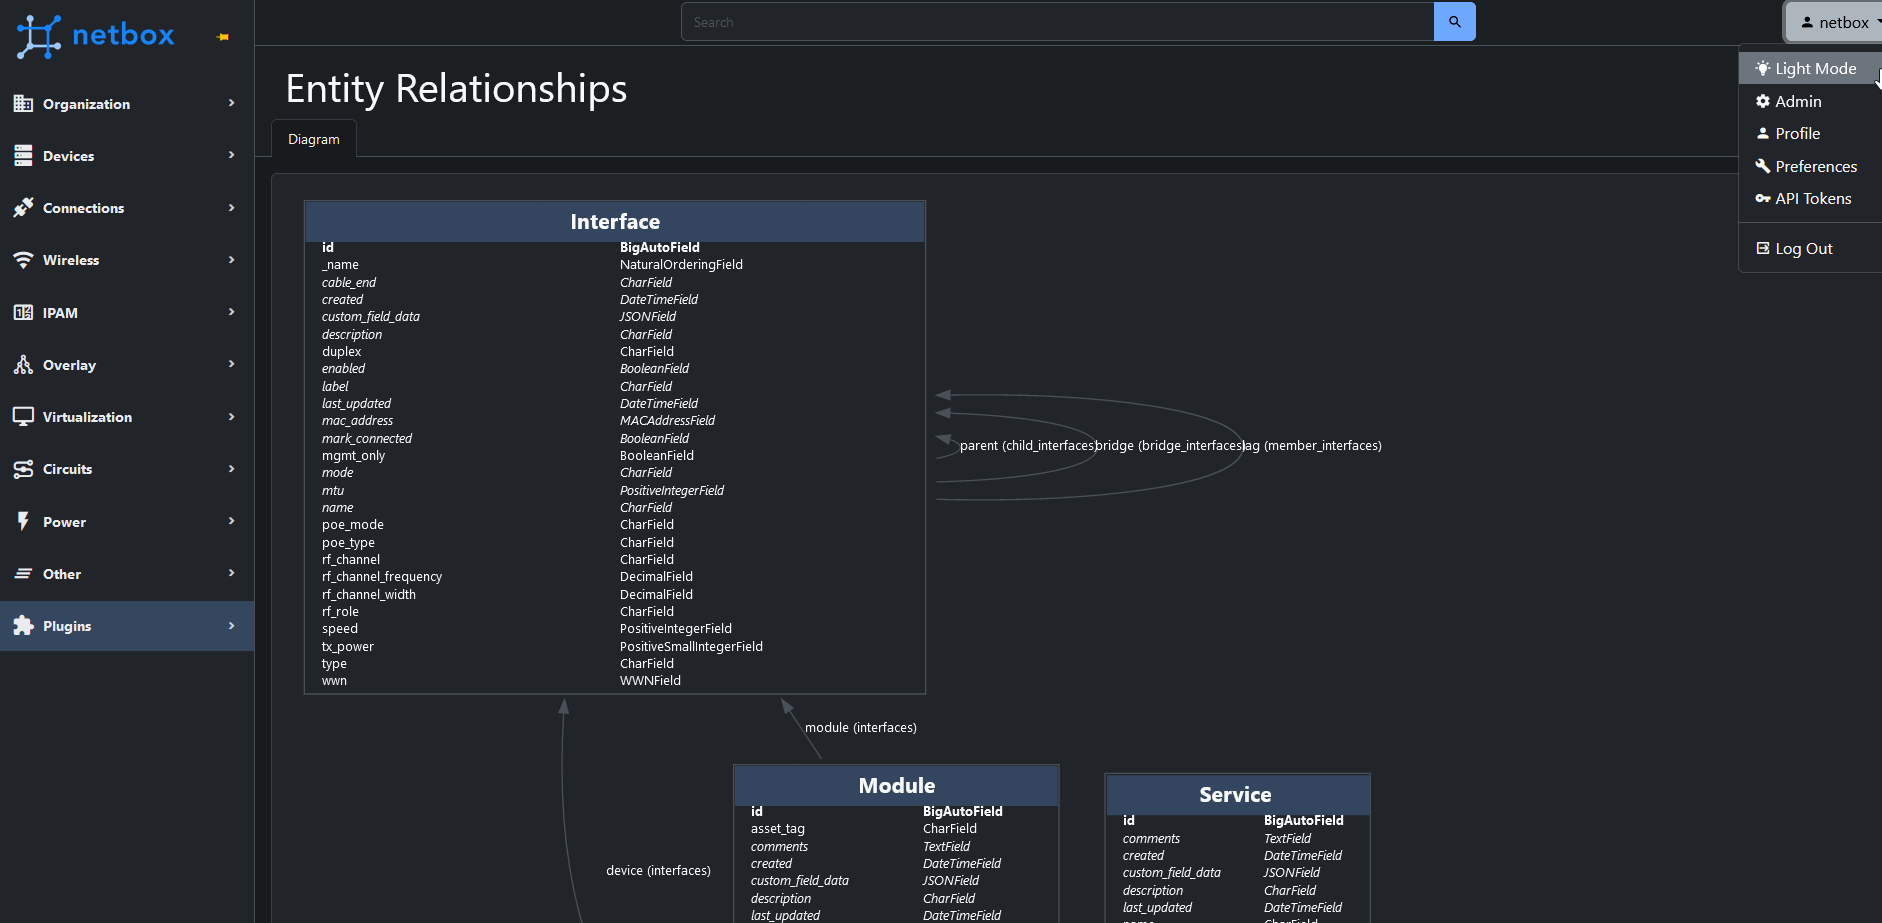 netbox
Search
netbox
Light Mode
Admin
Profile
Preferences
API Tokens
Log Out
Organization
Devices
Connections
Wireless
IPAM
Overlay
Virtualization
Circuits
Power
Other
Plugins
Entity Relationships
Diagram
Interface
id BigAutoField
_name NaturalOrderingField
cable_end CharField
created DateTimeField
custom_field_data JSONField
description CharField
duplex CharField
enabled BooleanField
label CharField
last_updated DateTimeField
mac_address MACAddressField
mark_connected BooleanField
mgmt_only BooleanField
mode CharField
mtu PositiveIntegerField
name CharField
poe_mode CharField
poe_type CharField
rf_channel CharField
rf_channel_frequency DecimalField
rf_channel_width DecimalField
rf_role CharField
speed PositiveIntegerField
tx_power PositiveSmallIntegerField
type CharField
wwn WWNField
parent (child_interfaces)
bridge (bridge_interfaces)
lag (member_interfaces)
module (interfaces)
device (interfaces)
Module
id BigAutoField
asset_tag CharField
comments TextField
created DateTimeField
custom_field_data JSONField
description CharField
last_updated DateTimeField
Service
id BigAutoField
comments TextField
created DateTimeField
custom_field_data JSONField
description CharField
last_updated DateTimeField